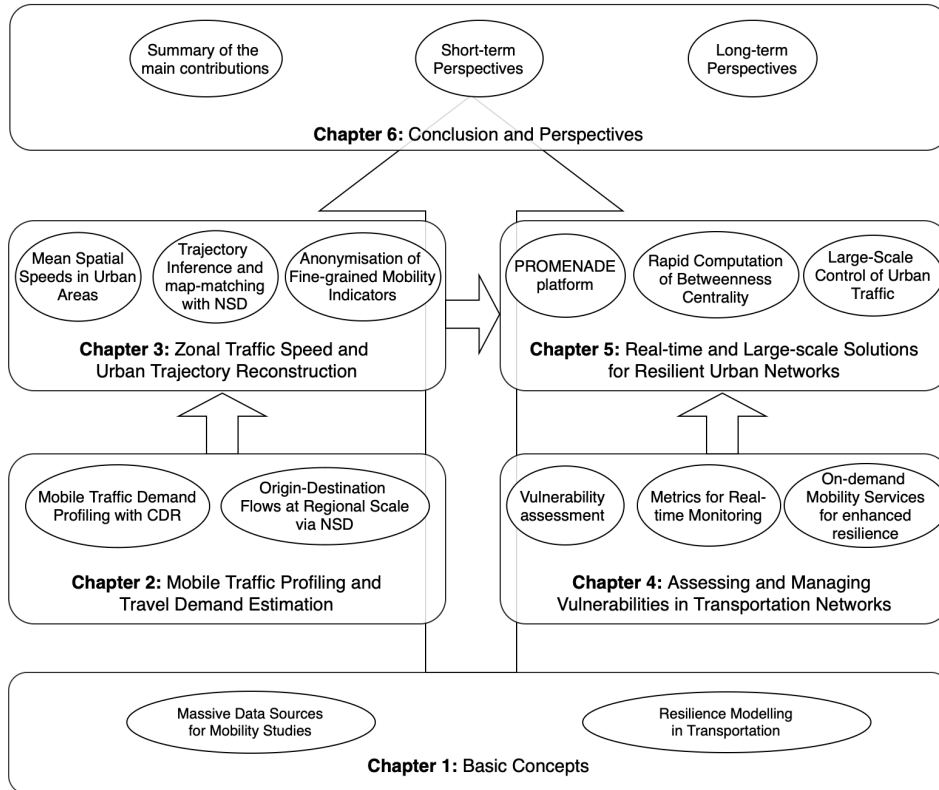 Summary of the
main contributions
Short-term
Perspectives
Long-term
Perspectives
Chapter 6: Conclusion and Perspectives
Mean Spatial
Speeds in Urban
Areas
Trajectory
Inference and
map-matching
with NSD
Anonymisation of
Fine-grained Mobility
Indicators
Chapter 3: Zonal Traffic Speed and
Urban Trajectory Reconstruction
PROMENADE
platform
Rapid Computation
of Betweenness
Centrality
Large-Scale
Control of Urban
Traffic
Chapter 5: Real-time and Large-scale Solutions
for Resilient Urban Networks
Mobile Traffic Demand
Profiling with CDR
Origin-Destination
Flows at Regional Scale
via NSD
Chapter 2: Mobile Traffic Profiling and
Travel Demand Estimation
Vulnerability
assessment
Metrics for Real-
time Monitoring
On-demand
Mobility Services
for enhanced
resilience
Chapter 4: Assessing and Managing
Vulnerabilities in Transportation Networks
Massive Data Sources
for Mobility Studies
Resilience Modelling
in Transportation
Chapter 1: Basic Concepts